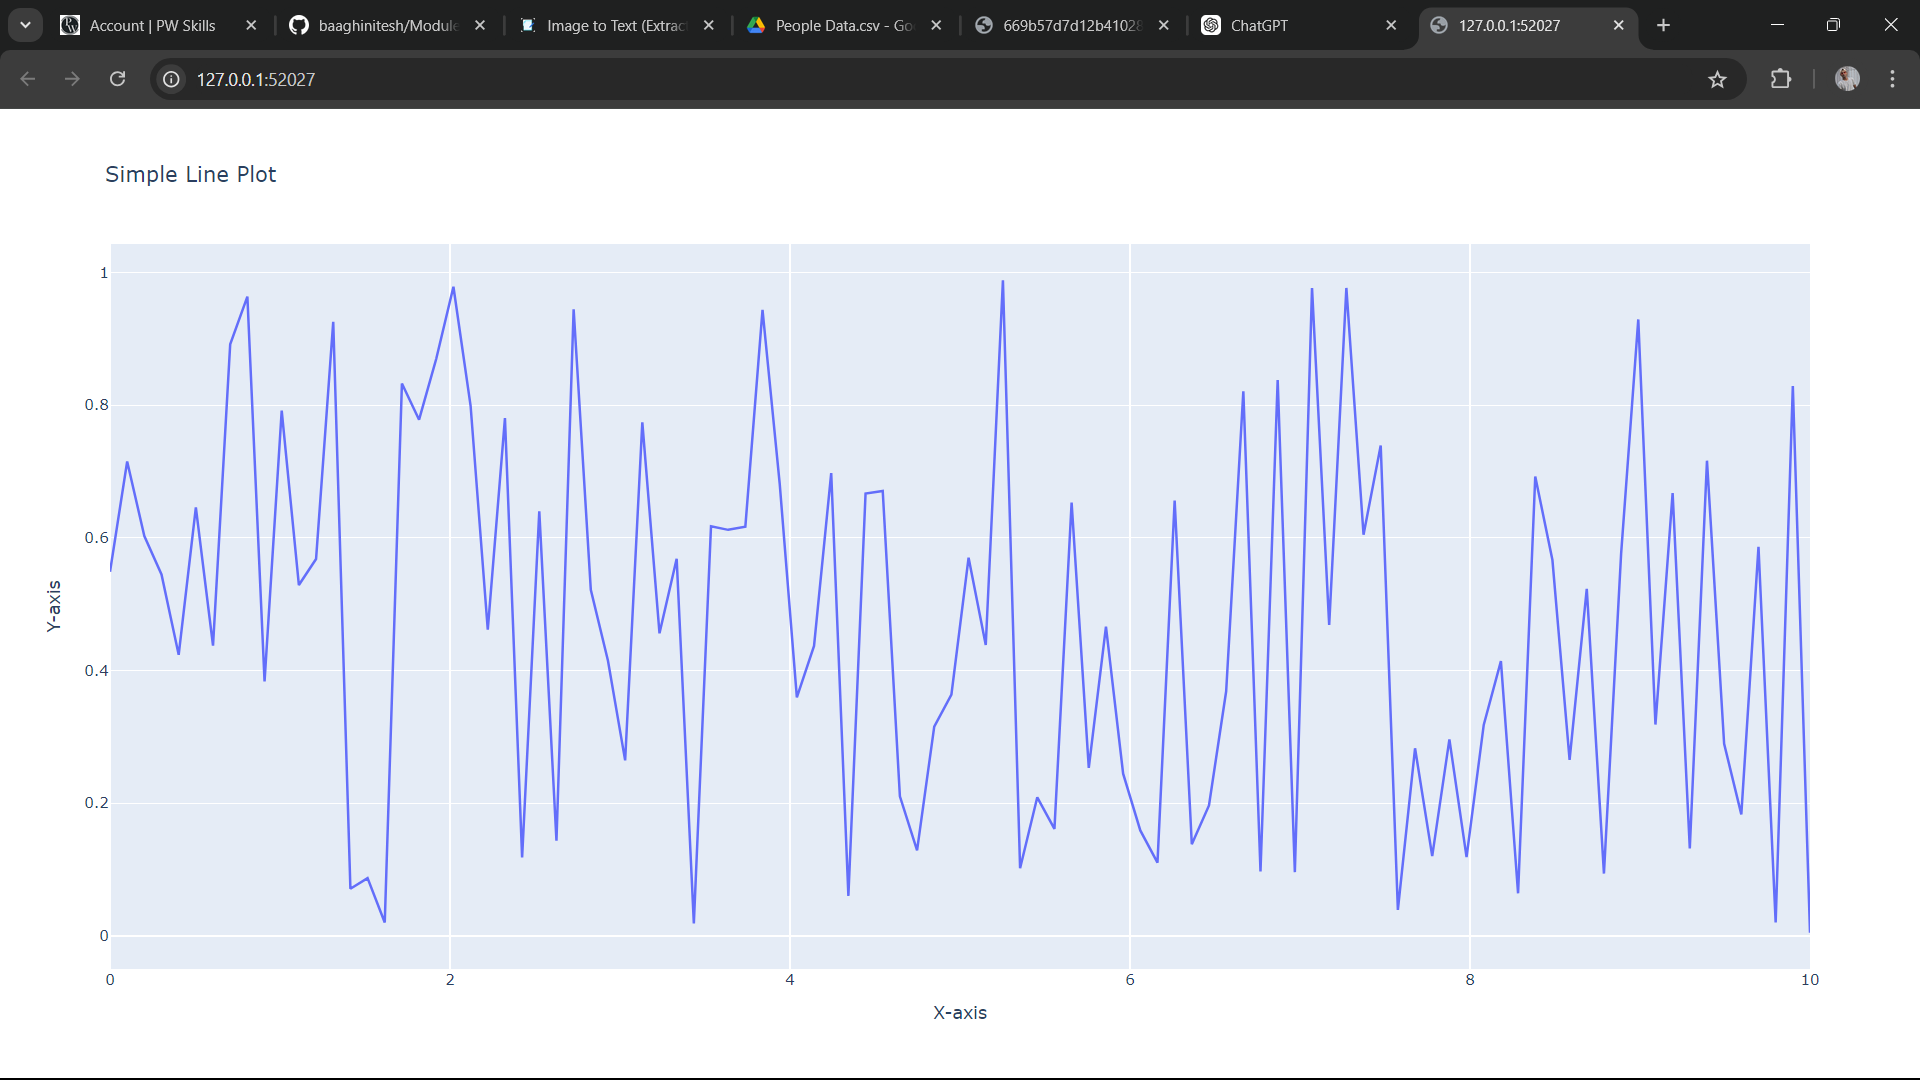 Account | PW Skills
baaghinitesh/Module
Image to Text (Extrac
People Data.csv - Go
669b57d7d12b41028
ChatGPT
127.0.0.1:52027
127.0.0.1:52027
Simple Line Plot
1
0.8
0.6
0.4
0.2
0
Y-axis
0 2 4 6 8 10
X-axis